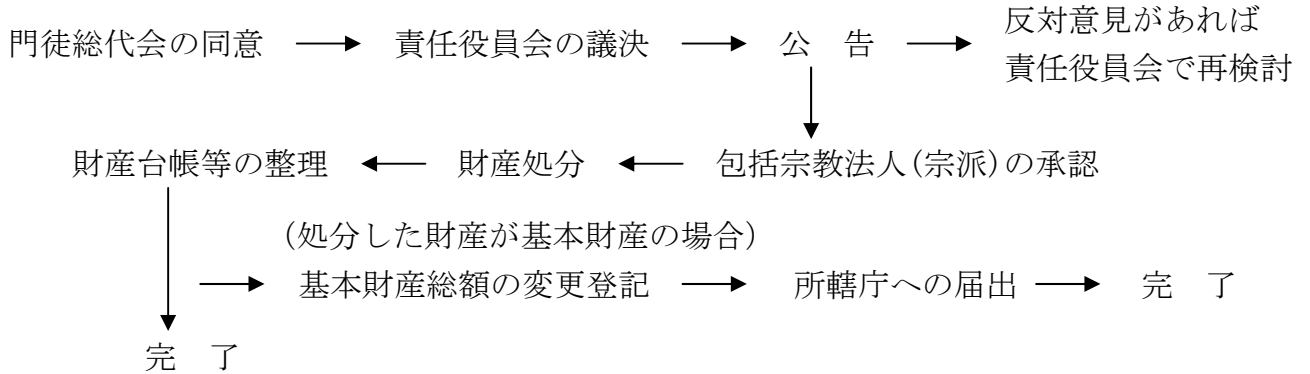 門徒総代会の同意 → 責任役員会の議決 → 公　告 → 反対意見があれば
責任役員会で再検討
財産台帳等の整理 ← 財産処分 ← 包括宗教法人(宗派)の承認
(処分した財産が基本財産の場合)
→ 基本財産総額の変更登記 → 所轄庁への届出 → 完　了
完　了